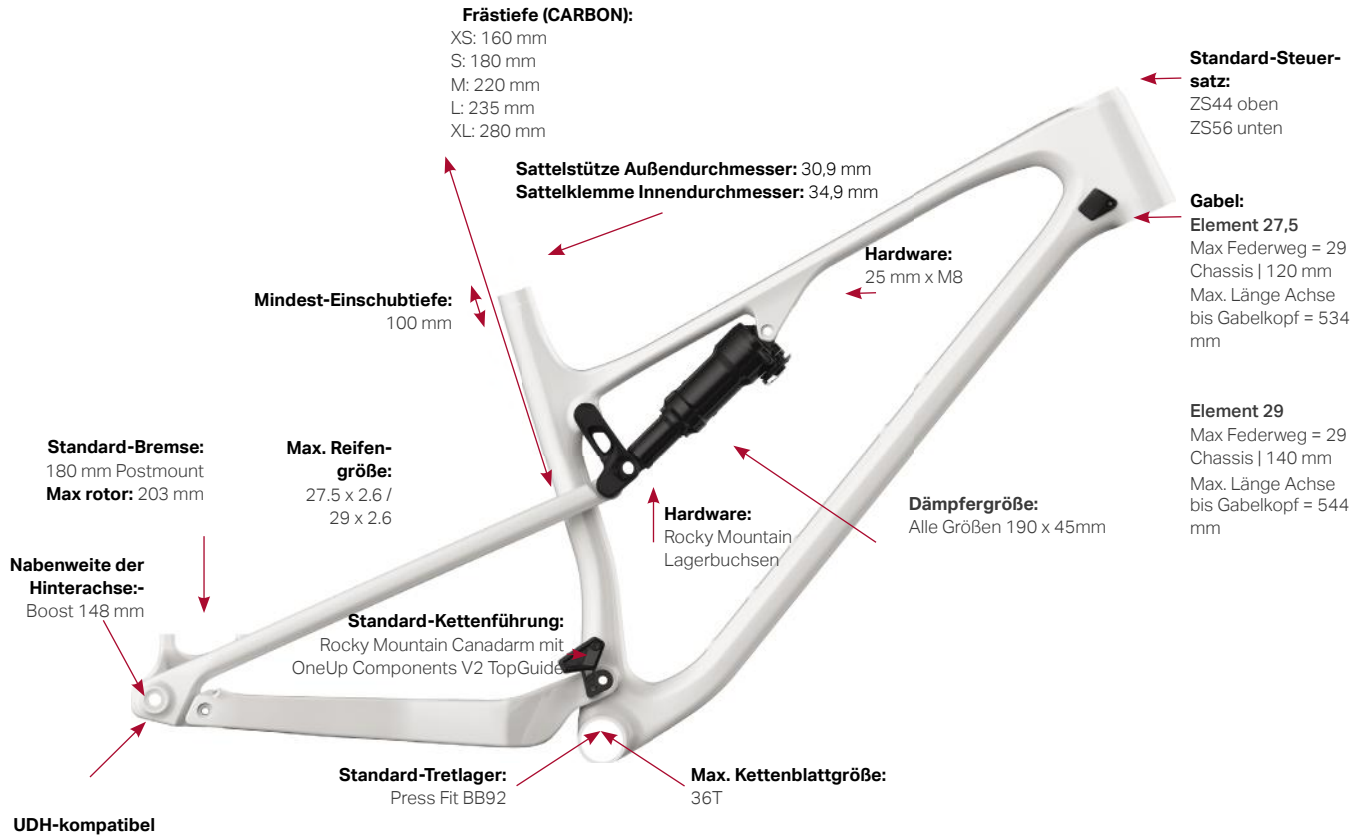 Frästiefe (CARBON):
XS: 160 mm
S: 180 mm
M: 220 mm
L: 235 mm
XL: 280 mm
Standard-Steuer-
satz:
ZS44 oben
ZS56 unten
Sattelstütze Außendurchmesser: 30,9 mm
Sattelklemme Innendurchmesser: 34,9 mm
Gabel:
Element 27,5
Max Federweg = 29
Chassis | 120 mm
Max. Länge Achse
bis Gabelkopf = 534
mm
Element 29
Max Federweg = 29
Chassis | 140 mm
Max. Länge Achse
bis Gabelkopf = 544
mm
Hardware:
25 mm x M8
Mindest-Einschubtiefe:
100 mm
Standard-Bremse:
180 mm Postmount
Max rotor: 203 mm
Max. Reifen-
größe:
27.5 x 2.6 /
29 x 2.6
Hardware:
Rocky Mountain
Lagerbuchsen
Dämpfergröße:
Alle Größen 190 x 45mm
Nabenweite der
Hinterachse:-
Boost 148 mm
Standard-Kettenführung:
Rocky Mountain Canadarm mit
OneUp Components V2 TopGuide
Standard-Tretlager:
Press Fit BB92
Max. Kettenblattgröße:
36T
UDH-kompatibel